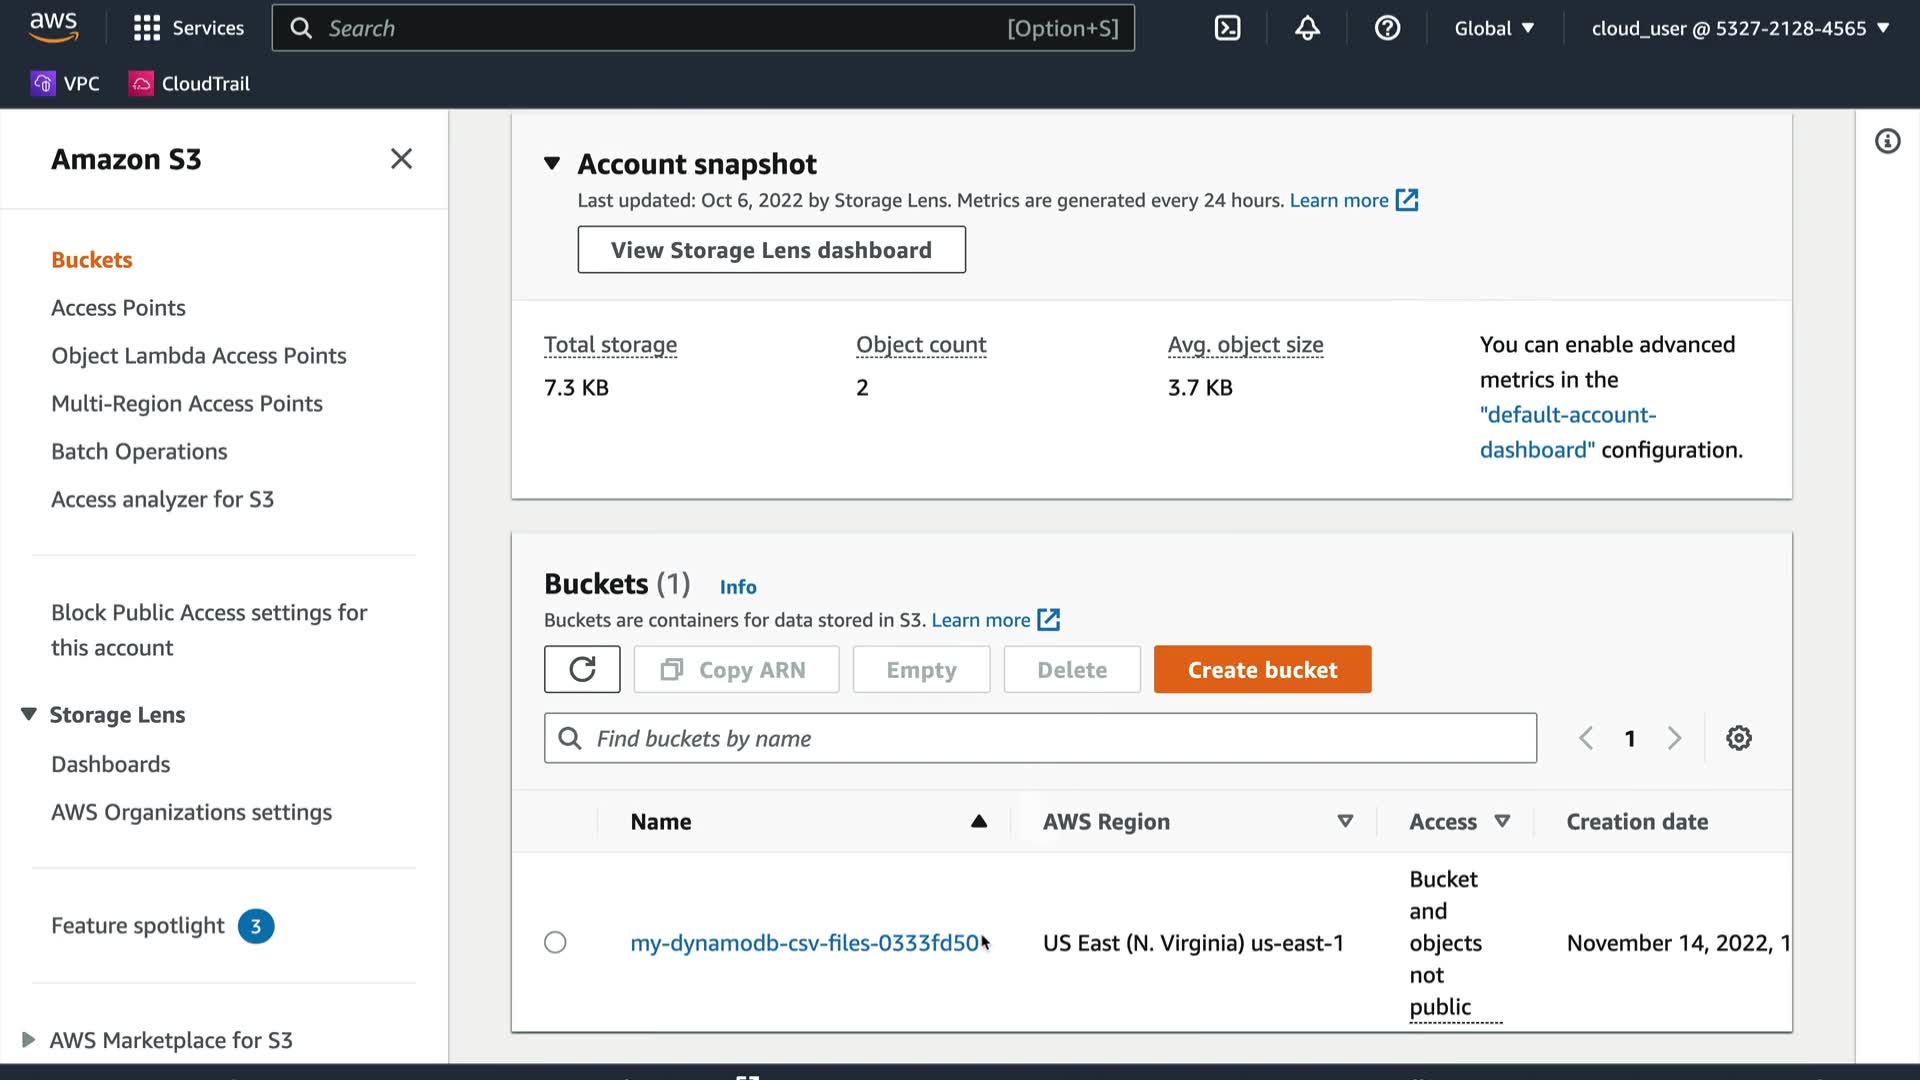 aws
Services
Search
[Option+S]
Global ▼
cloud_user @ 5327-2128-4565 ▼
VPC
CloudTrail
Amazon S3
Buckets
Access Points
Object Lambda Access Points
Multi-Region Access Points
Batch Operations
Access analyzer for S3
Block Public Access settings for
this account
Storage Lens
Dashboards
AWS Organizations settings
Feature spotlight 3
AWS Marketplace for S3
Account snapshot
Last updated: Oct 6, 2022 by Storage Lens. Metrics are generated every 24 hours. Learn more
View Storage Lens dashboard
Total storage
7.3 KB
Object count
2
Avg. object size
3.7 KB
You can enable advanced
metrics in the
"default-account-
dashboard" configuration.
Buckets (1) Info
Buckets are containers for data stored in S3. Learn more
Copy ARN
Empty
Delete
Create bucket
Find buckets by name
1
Name
AWS Region
Access
Creation date
my-dynamodb-csv-files-0333fd50
US East (N. Virginia) us-east-1
Bucket
and
objects
not
public
November 14, 2022, 1